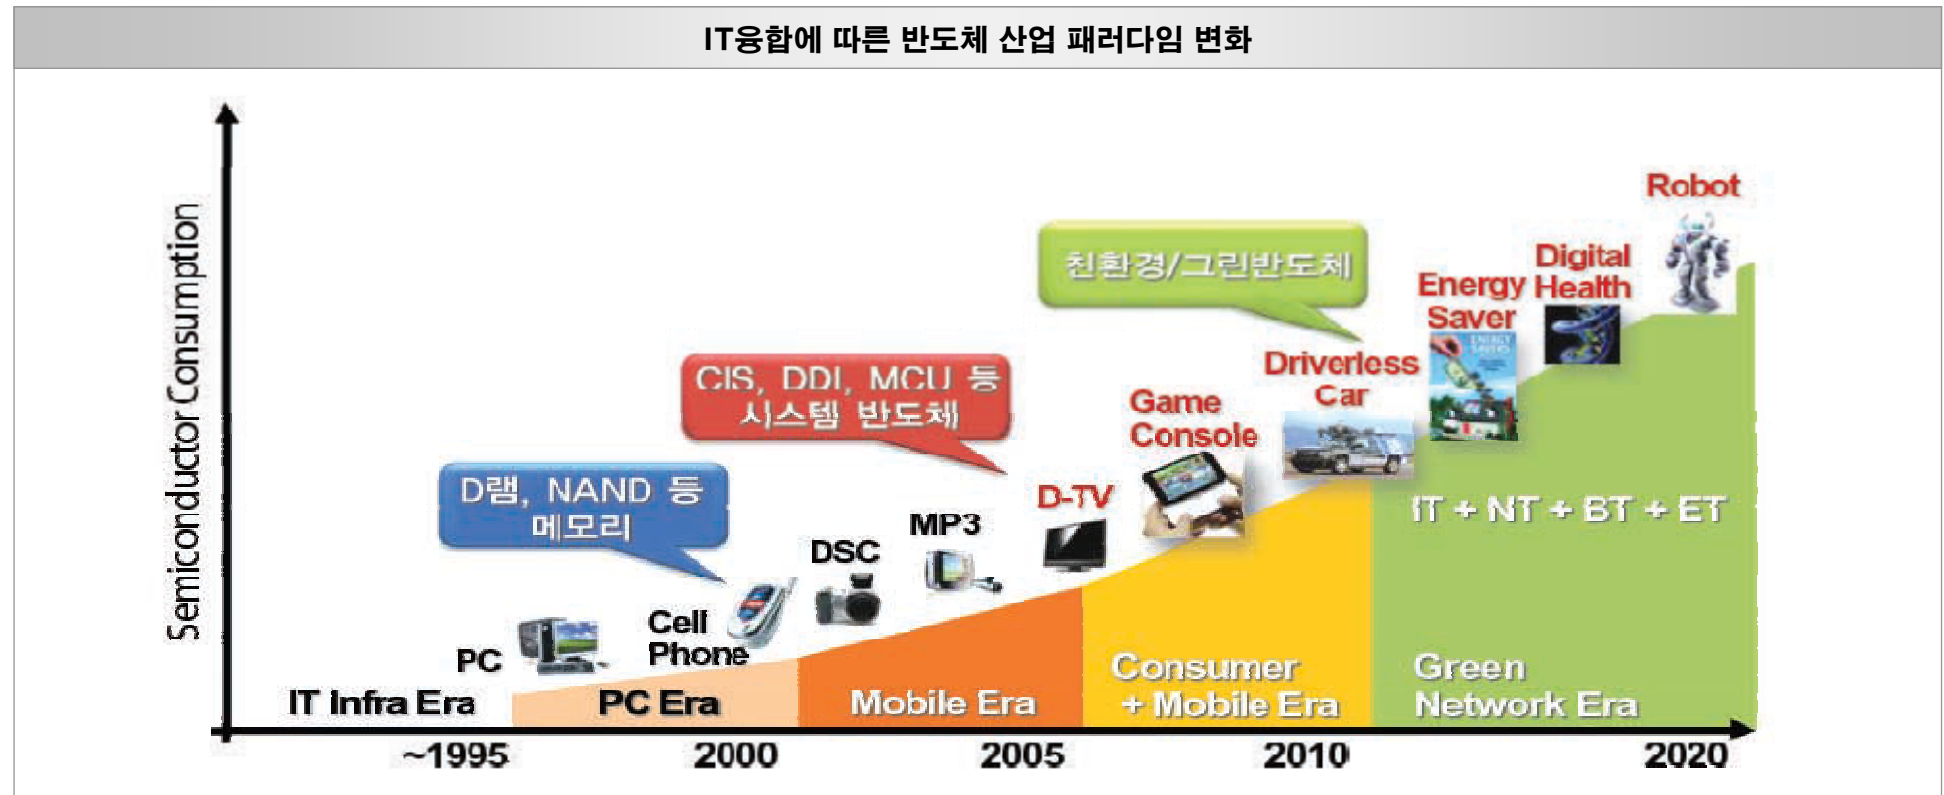 IT융합에 따른 반도체 산업 패러다임 변화
Semiconductor Consumption
Robot
Digital
Health
친환경/그린반도체
Energy
Saver
Driverless
Car
CIS, DDI, MCU 등
시스템 반도체
Game
Console
D램, NAND 등
메모리
D-TV
MP3
DSC
IT + NT + BT + ET
Cell
Phone
PC
IT Infra Era
PC Era
Mobile Era
Consumer
+ Mobile Era
Green
Network Era
~1995
2000
2005
2010
2020